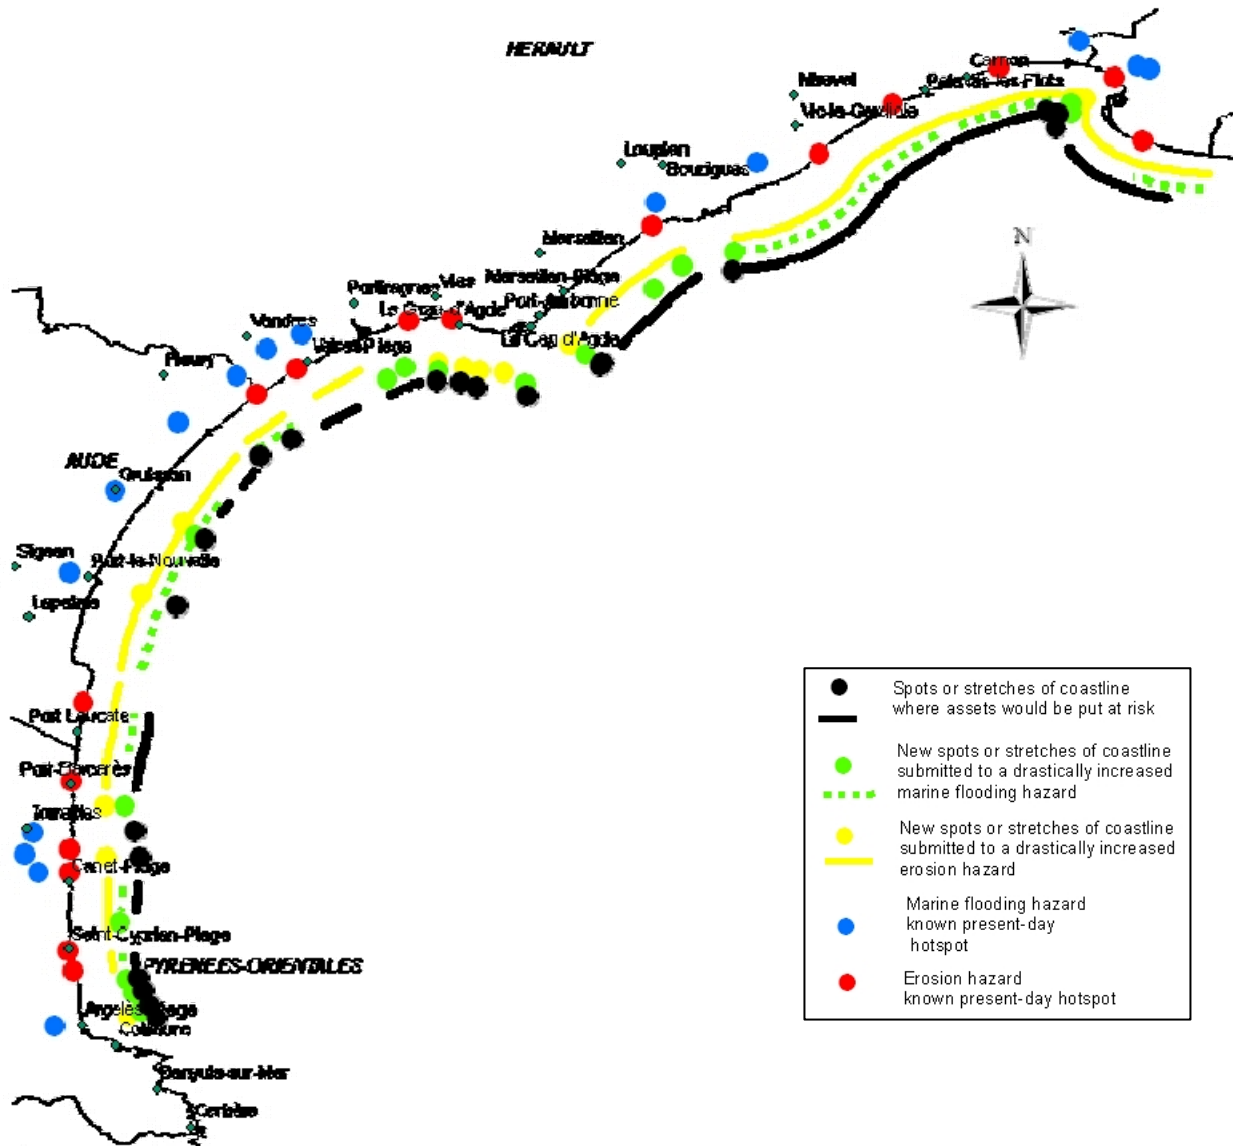 HERAULT
Carnon
Palavas-les-Flots
Mireval
Vic-la-Gardiole
Loupian
Bouzigues
N
Marseillan
Marseillan-Plage
Vias
Portiragnes
Le Grau-d'Agde
Le Cap d'Agde
Vendres
Valras-Plage
Fleury
AUDE
Gruissan
Sigean
Port-la-Nouvelle
Lapalme
Port Leucate
Port-Barcarès
Canet-Plage
Saint-Cyprien-Plage
PYRENEES-ORIENTALES
Argelès-Plage
Collioure
Banyuls-sur-Mer
Cerbère
Spots or stretches of coastline
where assets would be put at risk
New spots or stretches of coastline
submitted to a drastically increased
marine flooding hazard
New spots or stretches of coastline
submitted to a drastically increased
erosion hazard
Marine flooding hazard
known present-day
hotspot
Erosion hazard
known present-day hotspot